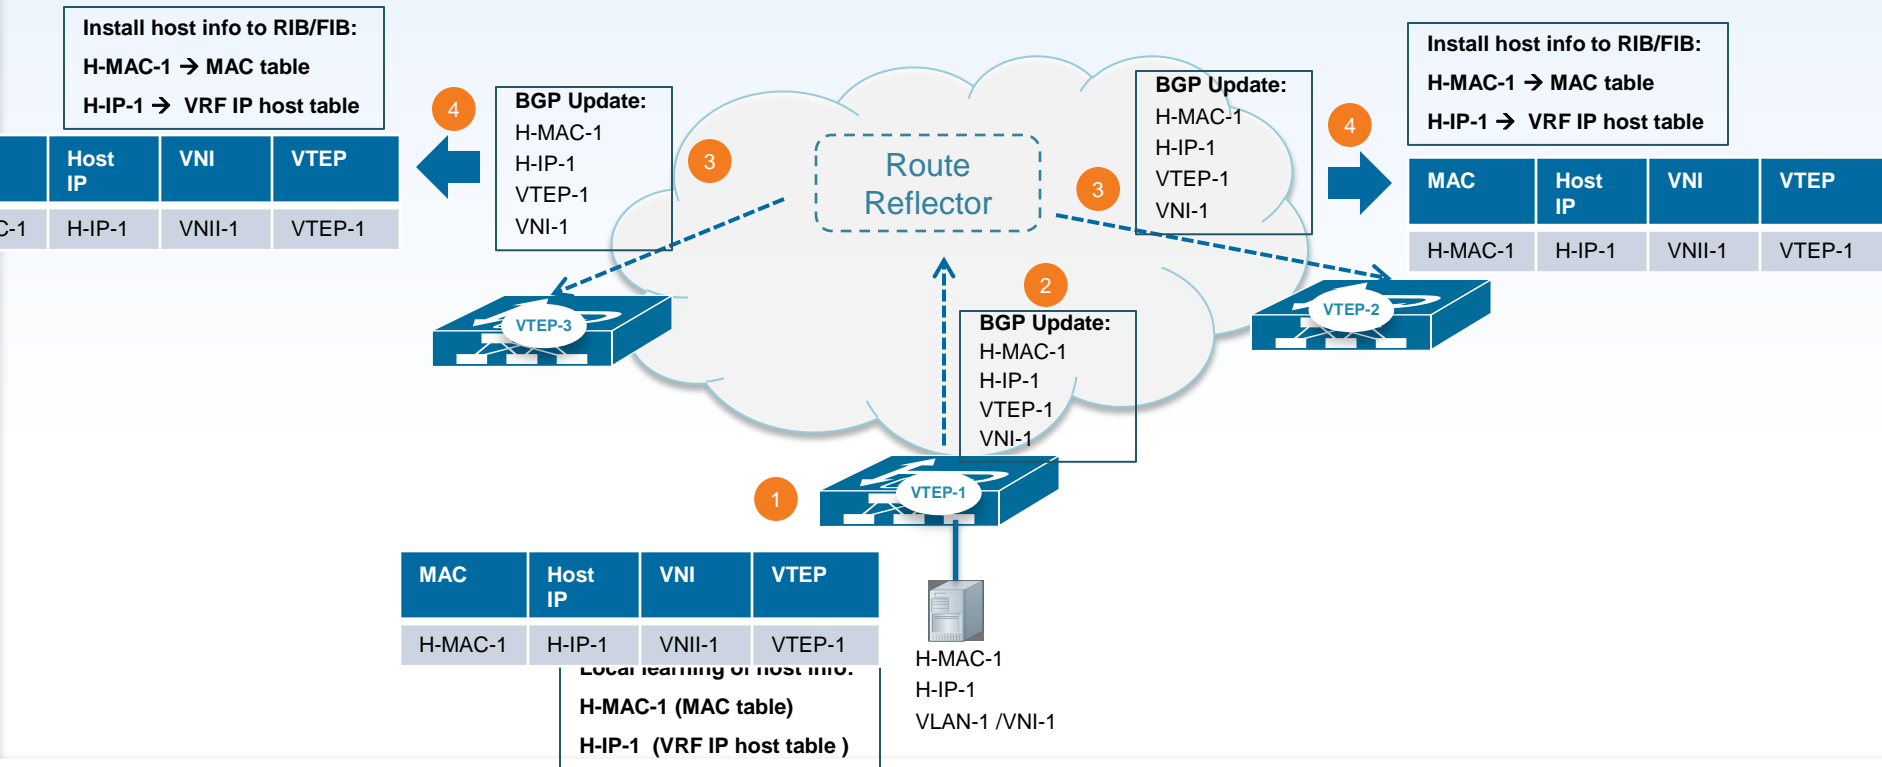 Install host info to RIB/FIB:
H-MAC-1 → MAC table
H-IP-1 → VRF IP host table
4
Host IP VNI VTEP
C-1 H-IP-1 VNII-1 VTEP-1
BGP Update:
H-MAC-1
H-IP-1
VTEP-1
VNI-1
3
Route
Reflector
3
BGP Update:
H-MAC-1
H-IP-1
VTEP-1
VNI-1
4
Install host info to RIB/FIB:
H-MAC-1 → MAC table
H-IP-1 → VRF IP host table
MAC Host IP VNI VTEP
H-MAC-1 H-IP-1 VNII-1 VTEP-1
VTEP-3
VTEP-2
2
BGP Update:
H-MAC-1
H-IP-1
VTEP-1
VNI-1
1
VTEP-1
MAC Host IP VNI VTEP
H-MAC-1 H-IP-1 VNII-1 VTEP-1
Local learning of host info:
H-MAC-1 (MAC table)
H-IP-1 (VRF IP host table )
H-MAC-1
H-IP-1
VLAN-1 /VNI-1